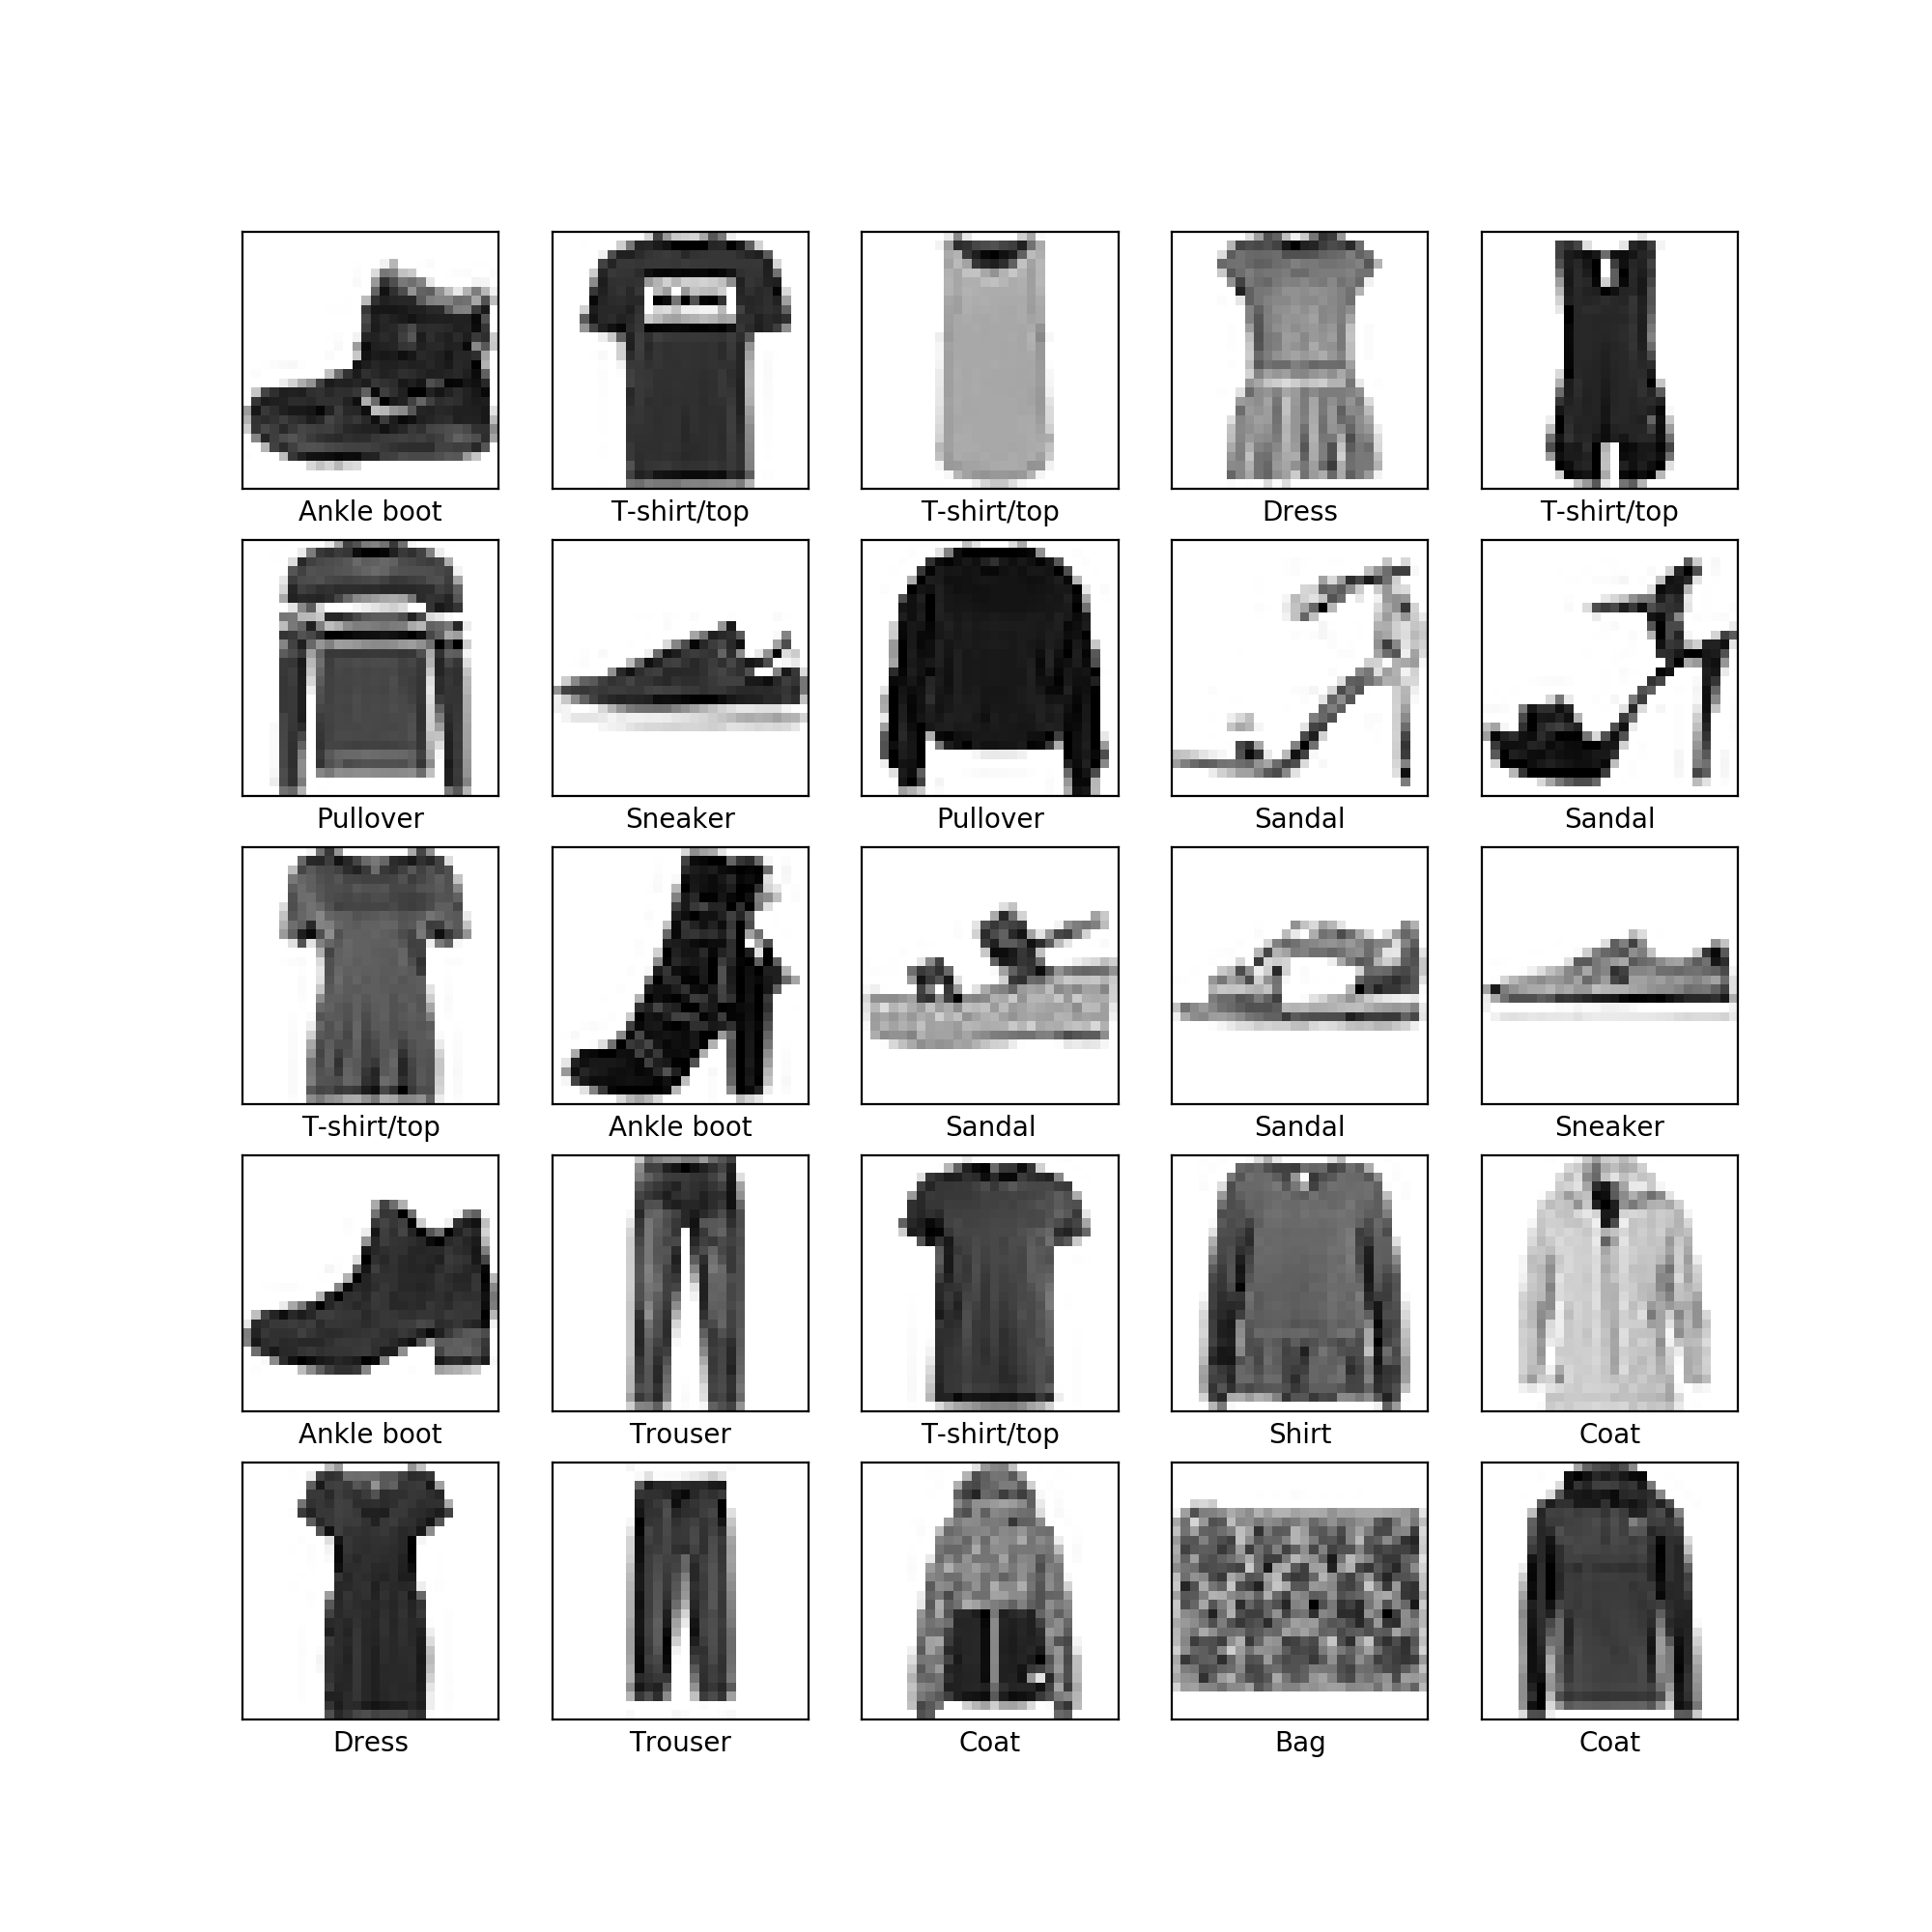 Ankle boot T-shirt/top T-shirt/top Dress T-shirt/top
Pullover Sneaker Pullover Sandal Sandal
T-shirt/top Ankle boot Sandal Sandal Sneaker
Ankle boot Trouser T-shirt/top Shirt Coat
Dress Trouser Coat Bag Coat